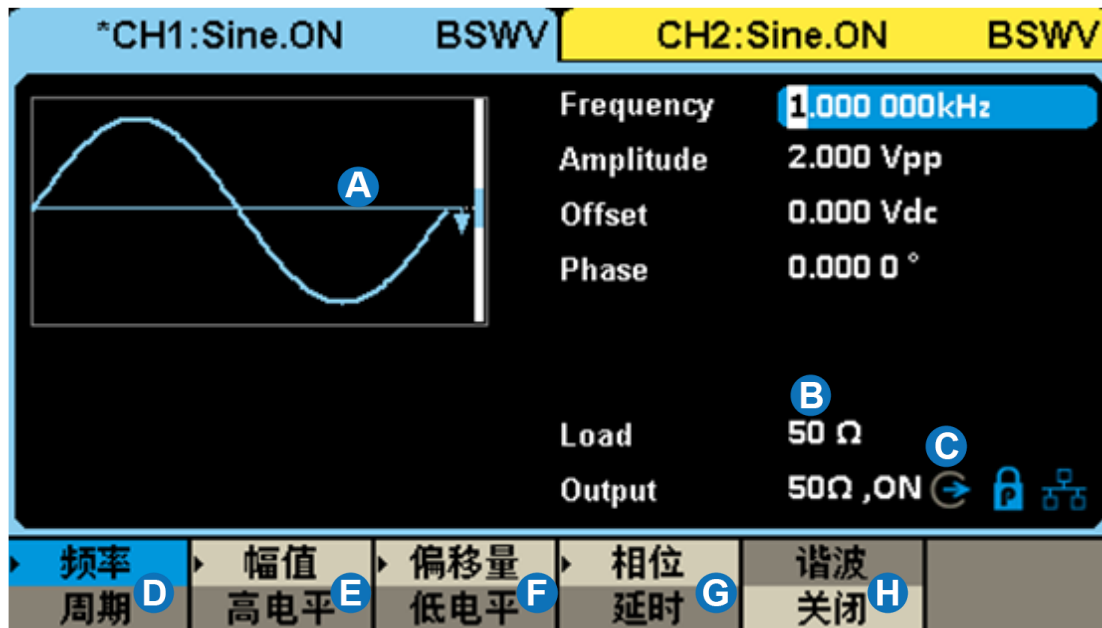 *CH1:Sine.ON BSWV CH2:Sine.ON BSWV
Frequency 1.000 000kHz
A
Amplitude 2.000 Vpp
Offset 0.000 Vdc
Phase 0.000 0 °
B
Load 50 Ω
C
Output 50Ω ,ON P
频率 幅值 偏移量 相位 谐波
周期 D 高电平 E 低电平 F 延时 G 关闭 H